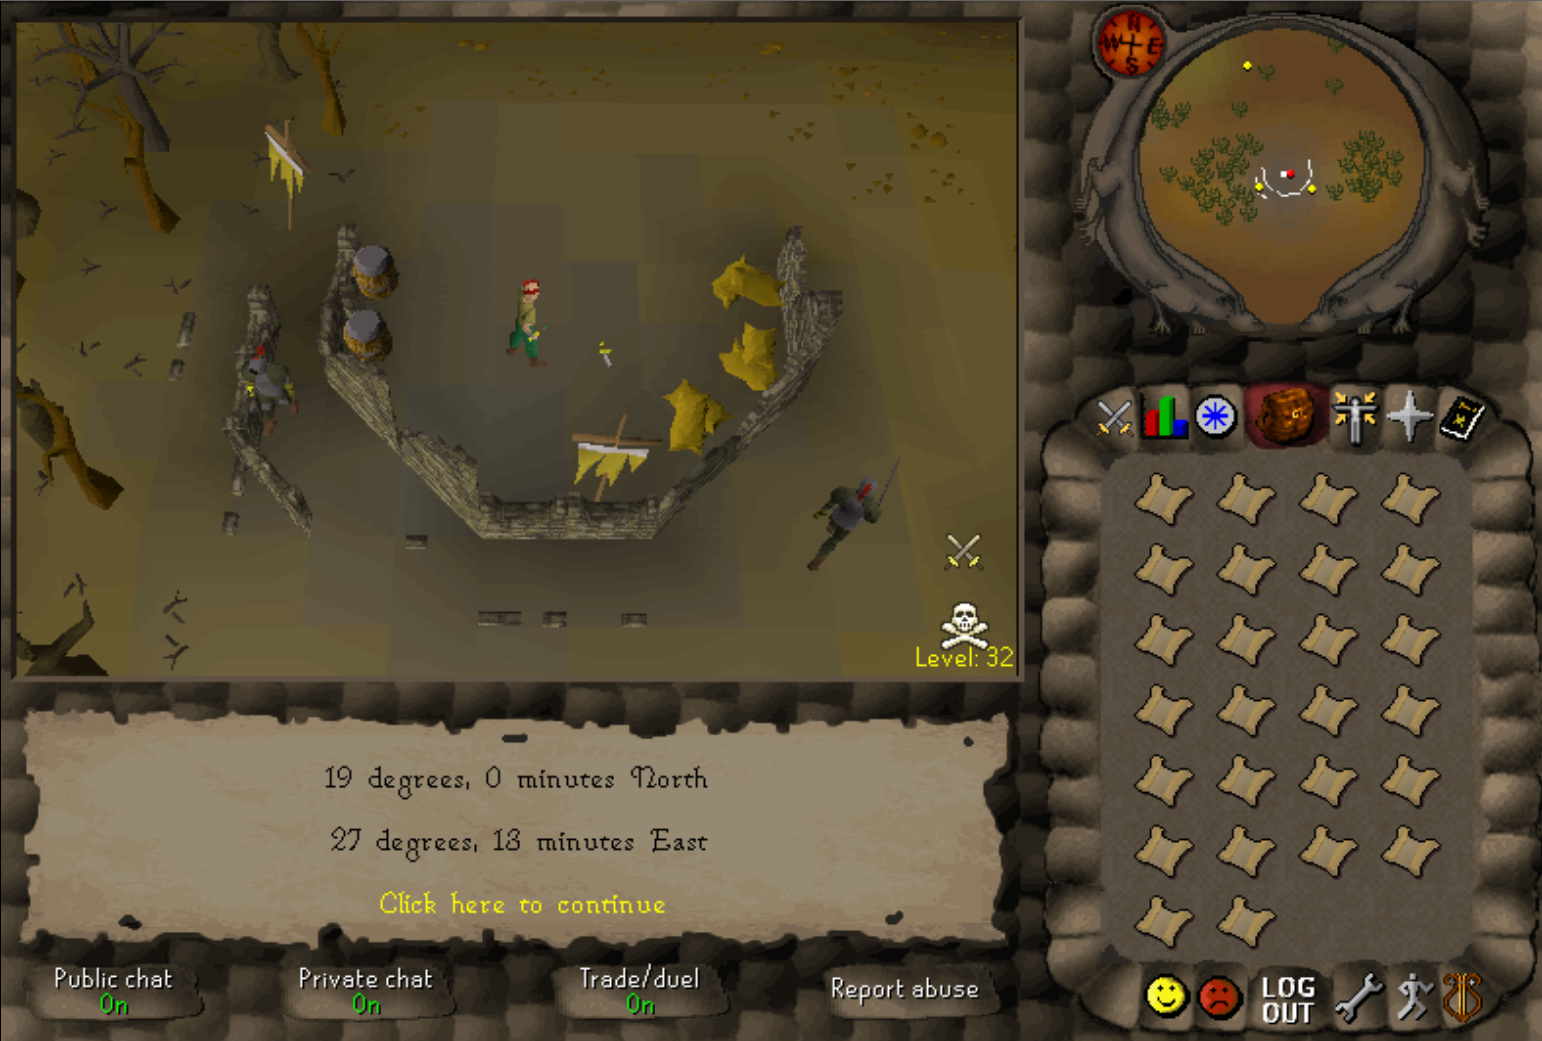 N
W E
S
Level: 32
19 degrees, 0 minutes North
27 degrees, 13 minutes East
Click here to continue
Public chat
On
Private chat
On
Trade/duel
On
Report abuse
LOG
OUT